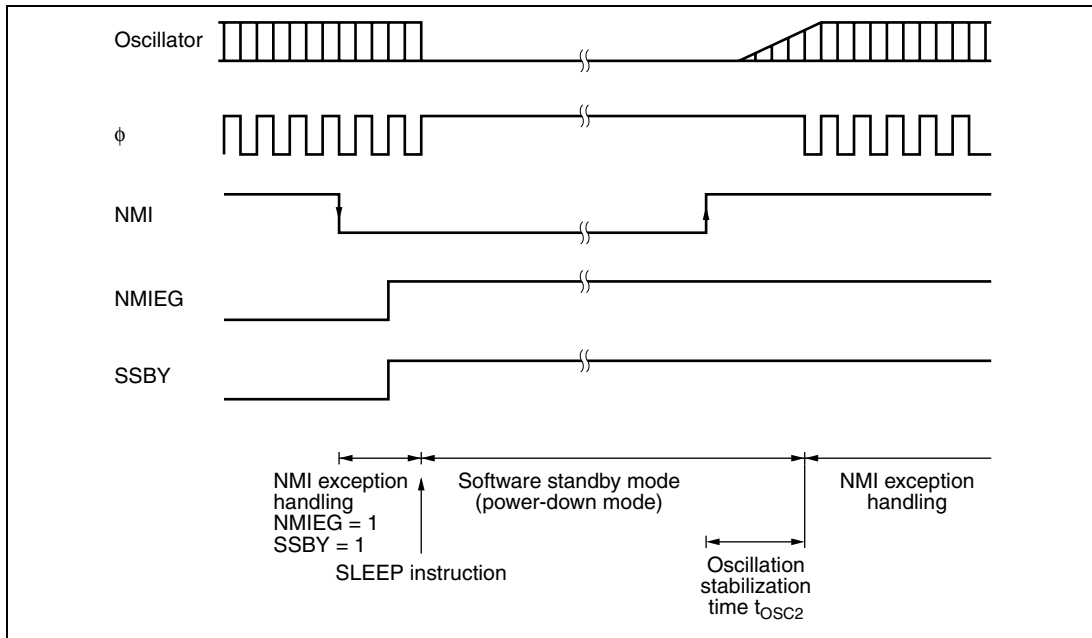 Oscillator
ϕ
NMI
NMIEG
SSBY
NMI exception
handling
NMIEG = 1
SSBY = 1
SLEEP instruction
Software standby mode
(power-down mode)
Oscillation
stabilization
time tOSC2
NMI exception
handling